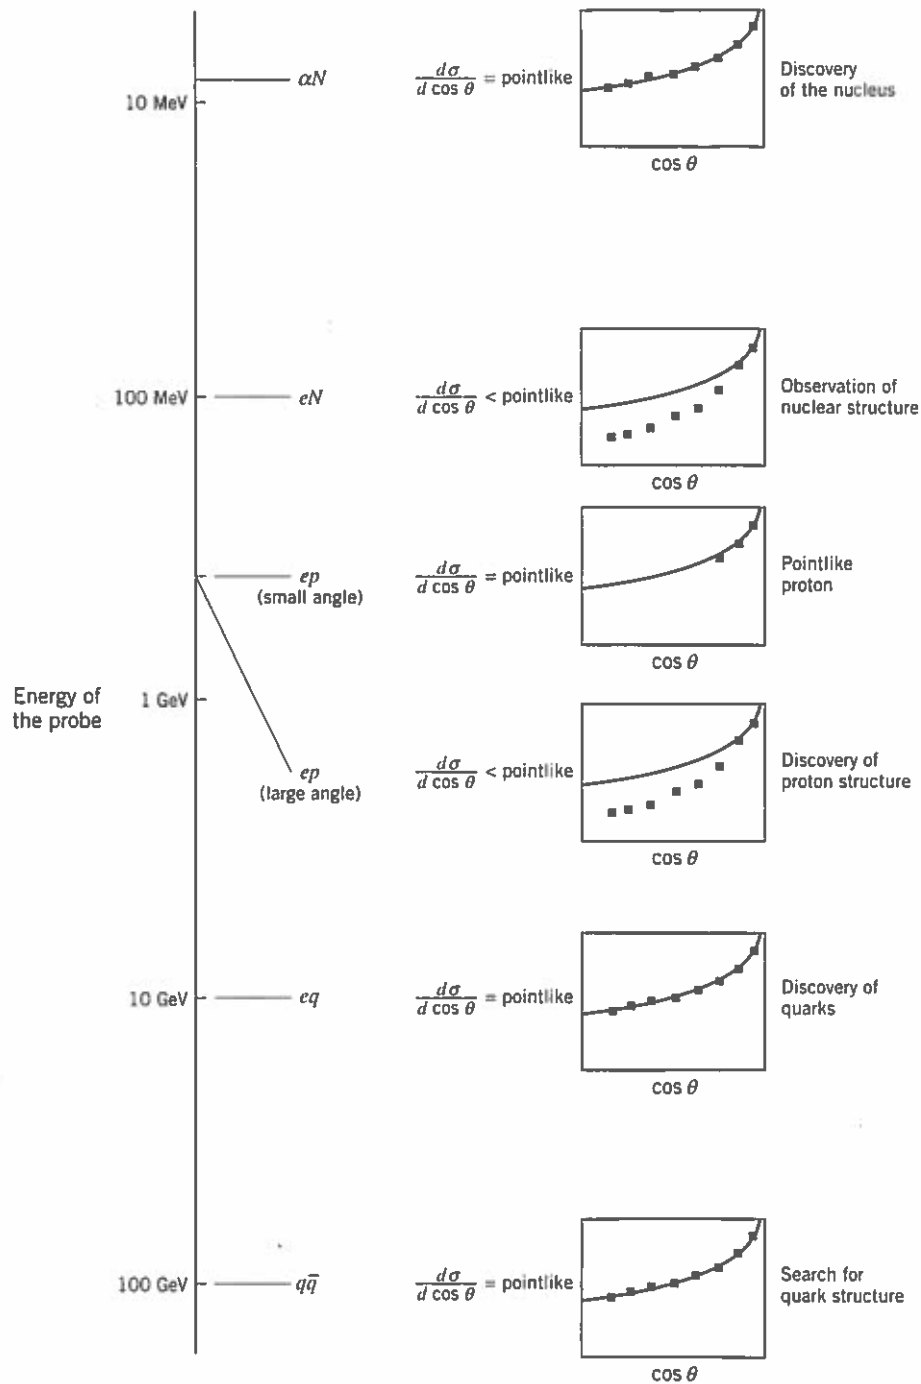 αN
10 MeV
dσ
d cos θ
= pointlike
cos θ
Discovery
of the nucleus
100 MeV
eN
dσ
d cos θ
< pointlike
cos θ
Observation of
nuclear structure
ep
(small angle)
dσ
d cos θ
= pointlike
cos θ
Pointlike
proton
Energy of
the probe
1 GeV
ep
(large angle)
dσ
d cos θ
< pointlike
cos θ
Discovery of
proton structure
10 GeV
eq
dσ
d cos θ
= pointlike
cos θ
Discovery of
quarks
100 GeV
qq̅
dσ
d cos θ
= pointlike
cos θ
Search for
quark structure